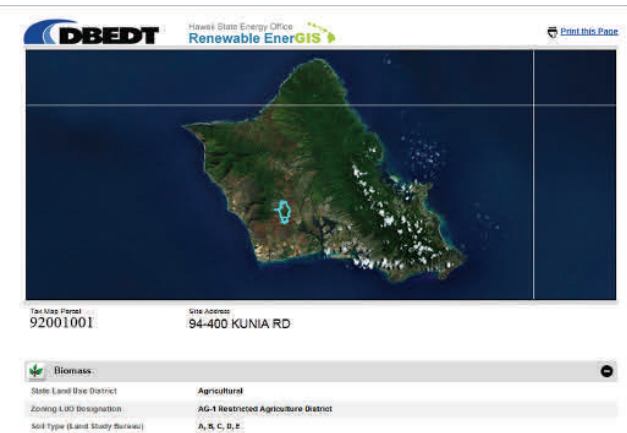 DBEDT
Hawaii State Energy Office
Renewable EnerGIS
Print this Page
Tax Map Parcel
92001001
Site Address
94-400 KUNIA RD
Biomass
State Land Use District Agricultural
Zoning LUO Designation AG-1 Restricted Agriculture District
Soil Type (Land Study Bureau) A, B, C, D, E